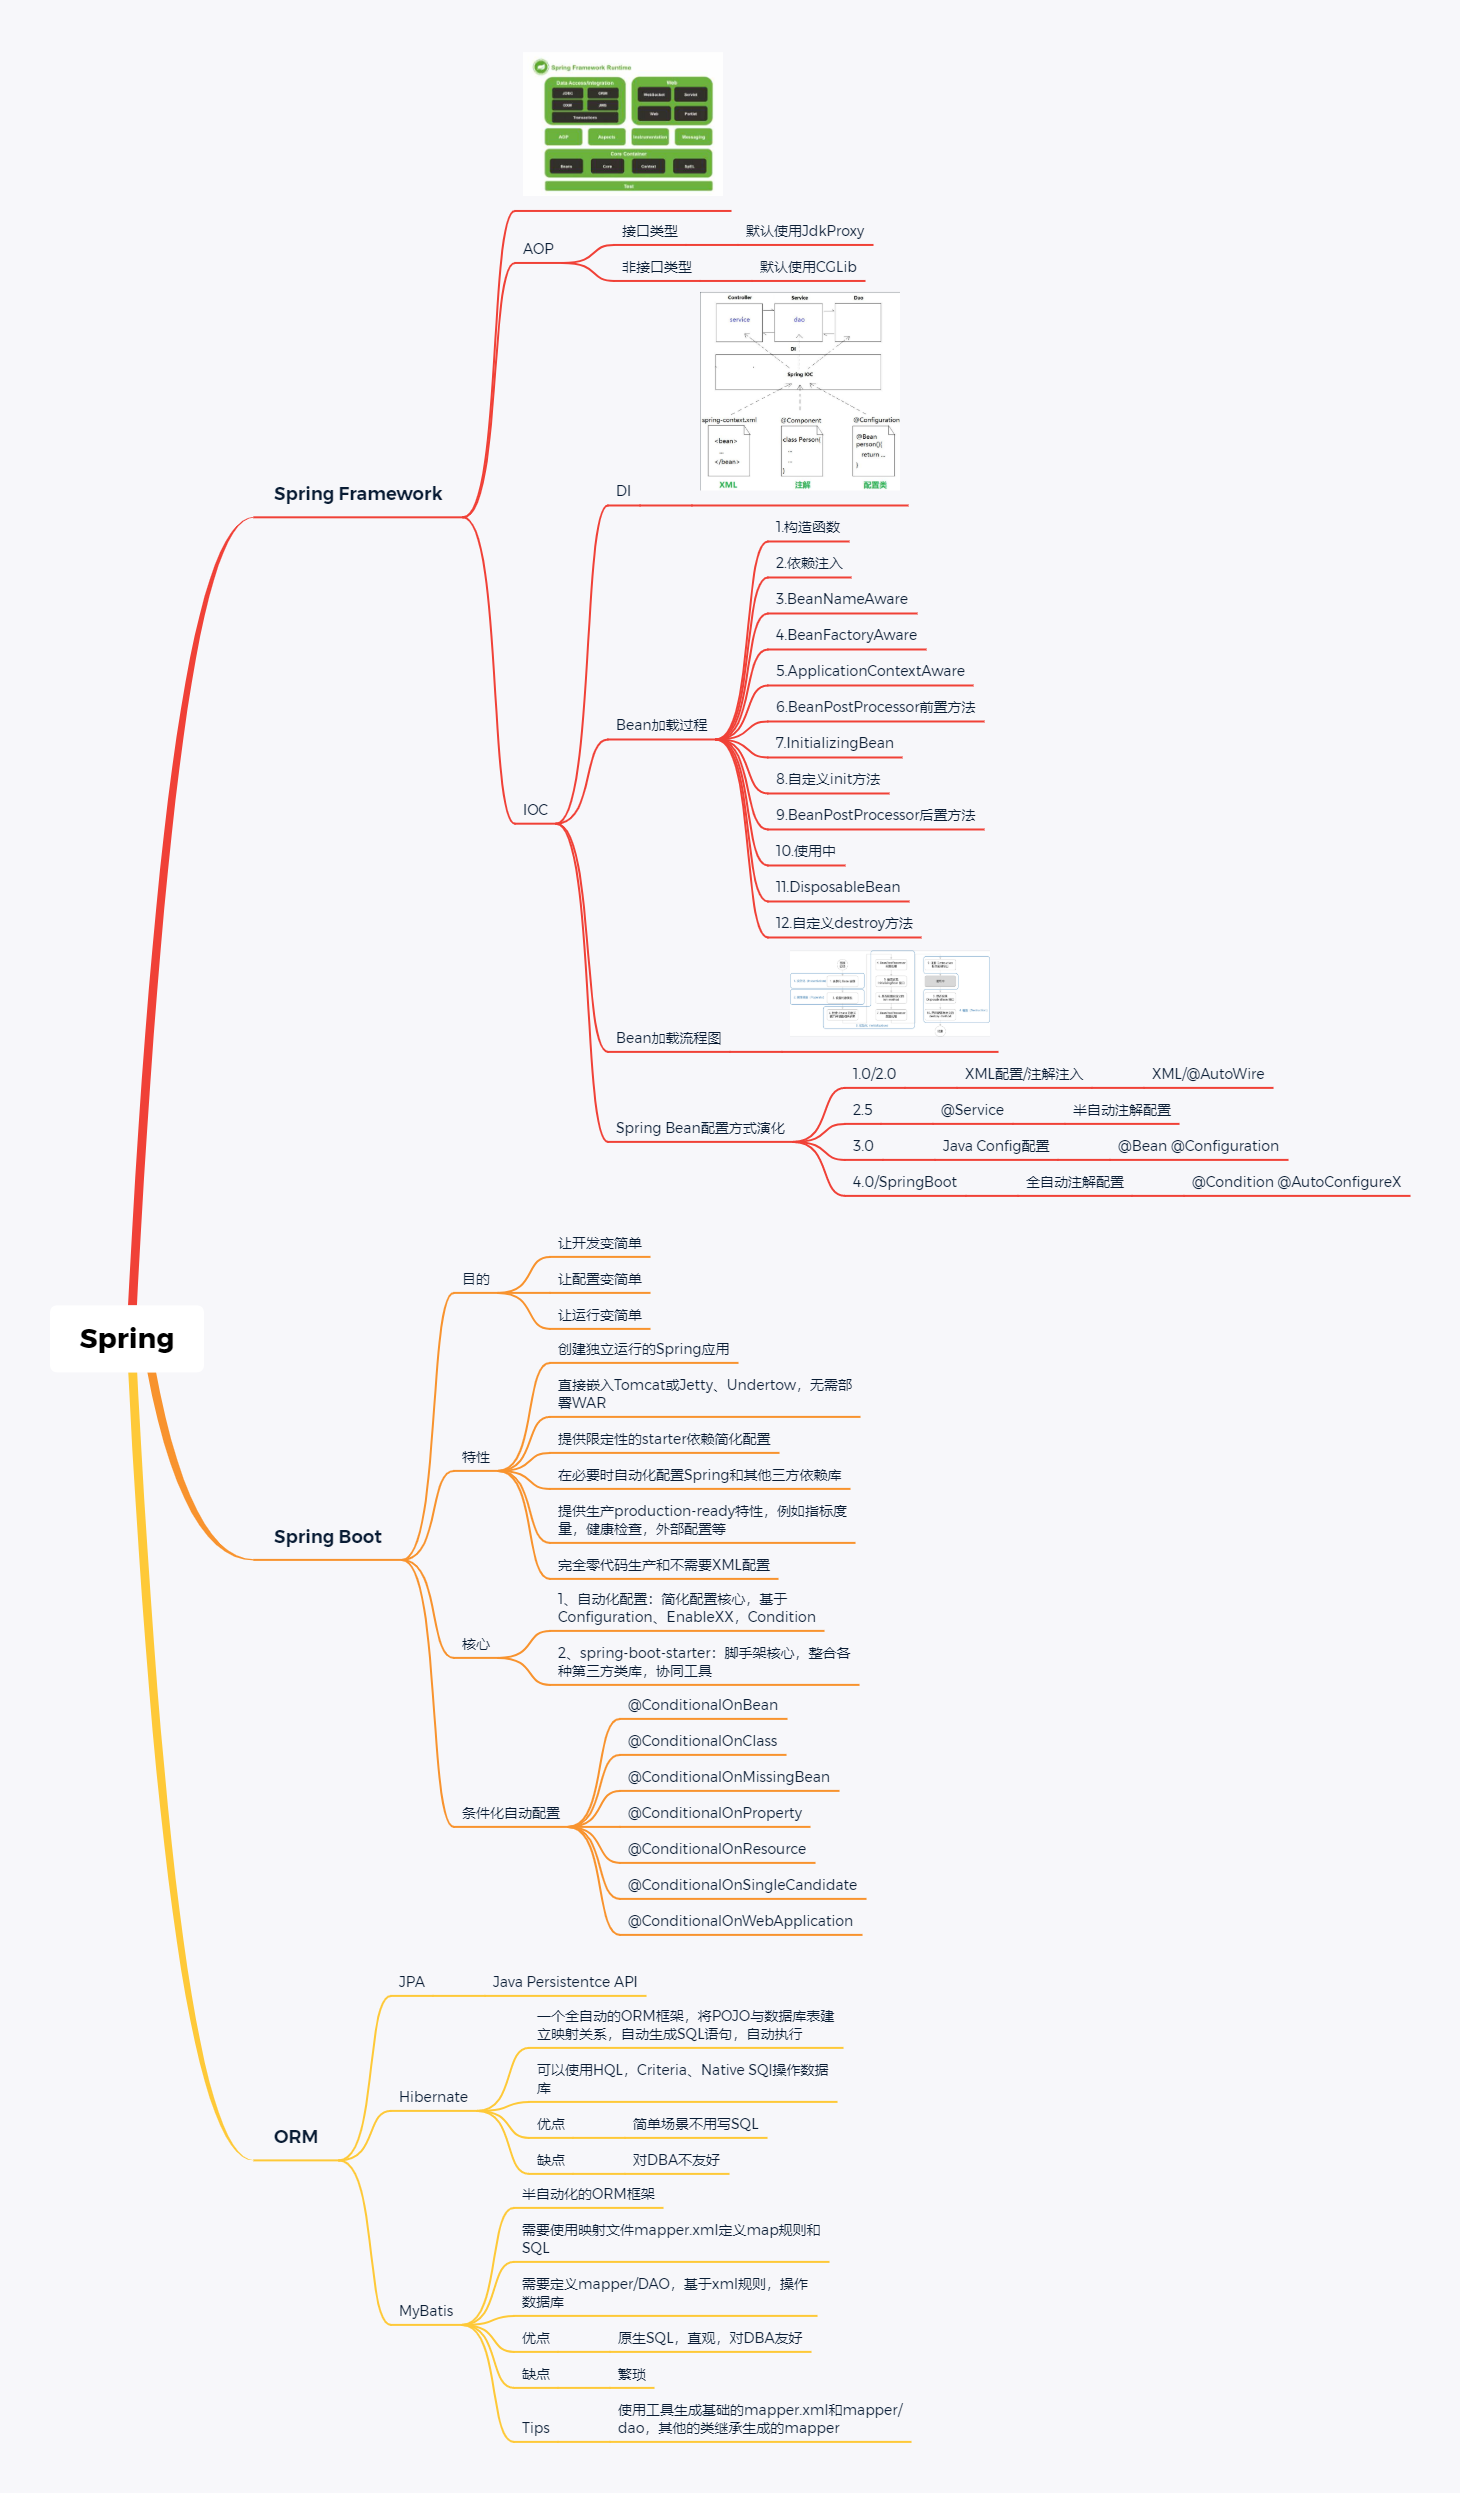 Spring Framework Runtime
Data Access/Integration
Web
JDBC
ORM
WebSocket
Servlet
OXM
JMS
Web
Portlet
Transactions
AOP
Aspects
Instrumentation
Messaging
Core Container
Beans
Core
Context
SpEL
Test
AOP
接口类型
默认使用JdkProxy
非接口类型
默认使用CGLib
Controller
Service
Dao
service
dao
DI
Spring IOC
spring-context.xml
@Component
@Configuration
<bean>
...
</bean>
class Person{
...
...
}
@Bean
person(){
return ...
}
XML
注解
配置类
Spring Framework
DI
1.构造函数
2.依赖注入
3.BeanNameAware
4.BeanFactoryAware
5.ApplicationContextAware
6.BeanPostProcessor前置方法
Bean加载过程
7.InitializingBean
8.自定义init方法
IOC
9.BeanPostProcessor后置方法
10.使用中
11.DisposableBean
12.自定义destroy方法
Bean加载流程图
Spring Bean配置方式演化
1.0/2.0
XML配置/注解注入
XML/@AutoWire
2.5
@Service
半自动注解配置
3.0
Java Config配置
@Bean @Configuration
4.0/SpringBoot
全自动注解配置
@Condition @AutoConfigureX
Spring
Spring Boot
目的
让开发变简单
让配置变简单
让运行变简单
特性
创建独立运行的Spring应用
直接嵌入Tomcat或Jetty、Undertow，无需部
署WAR
提供限定性的starter依赖简化配置
在必要时自动化配置Spring和其他三方依赖库
提供生产production-ready特性，例如指标度
量，健康检查，外部配置等
完全零代码生产和不需要XML配置
核心
1、自动化配置：简化配置核心，基于
Configuration、EnableXX，Condition
2、spring-boot-starter：脚手架核心，整合各
种第三方类库，协同工具
条件化自动配置
@ConditionalOnBean
@ConditionalOnClass
@ConditionalOnMissingBean
@ConditionalOnProperty
@ConditionalOnResource
@ConditionalOnSingleCandidate
@ConditionalOnWebApplication
ORM
JPA
Java Persistentce API
Hibernate
一个全自动的ORM框架，将POJO与数据库表建
立映射关系，自动生成SQL语句，自动执行
可以使用HQL，Criteria、Native SQl操作数据
库
优点
简单场景不用写SQL
缺点
对DBA不友好
MyBatis
半自动化的ORM框架
需要使用映射文件mapper.xml定义map规则和
SQL
需要定义mapper/DAO，基于xml规则，操作
数据库
优点
原生SQL，直观，对DBA友好
缺点
繁琐
Tips
使用工具生成基础的mapper.xml和mapper/
dao，其他的类继承生成的mapper